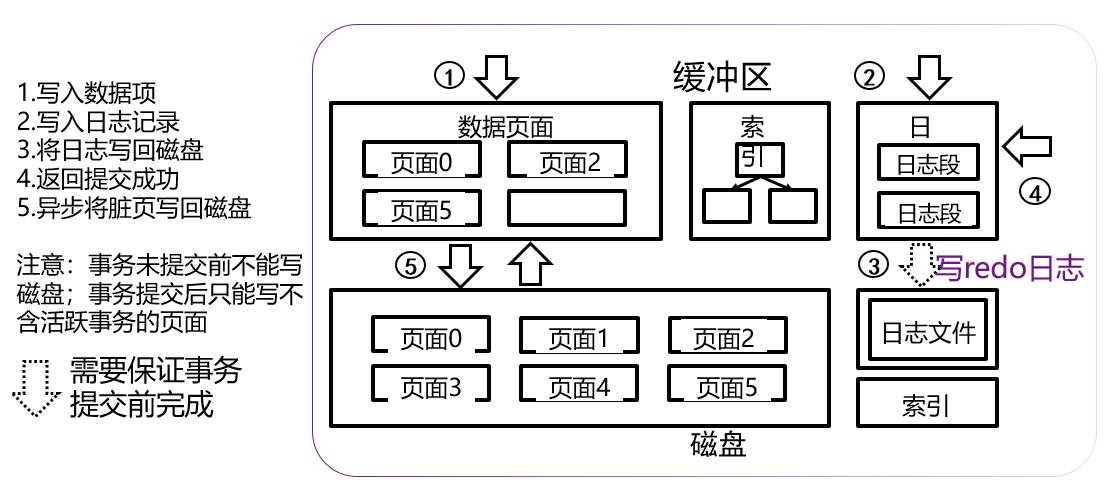 1.写入数据项
2.写入日志记录
3.将日志写回磁盘
4.返回提交成功
5.异步将脏页写回磁盘
注意：事务未提交前不能写
磁盘；事务提交后只能写不
含活跃事务的页面
需要保证事务
提交前完成
①
缓冲区
②
数据页面
页面0
页面2
页面5
索
引
日
日志段
日志段
④
⑤
③
写redo日志
页面0
页面1
页面2
页面3
页面4
页面5
磁盘
日志文件
索引